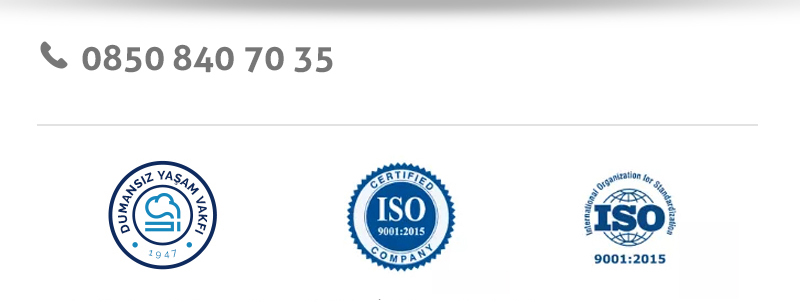 0850 840 70 35
DUMANSIZ YAŞAM VAKFI
1947
CERTIFIED
ISO
9001:2015
COMPANY
International Organization for Standardization
ISO
9001:2015